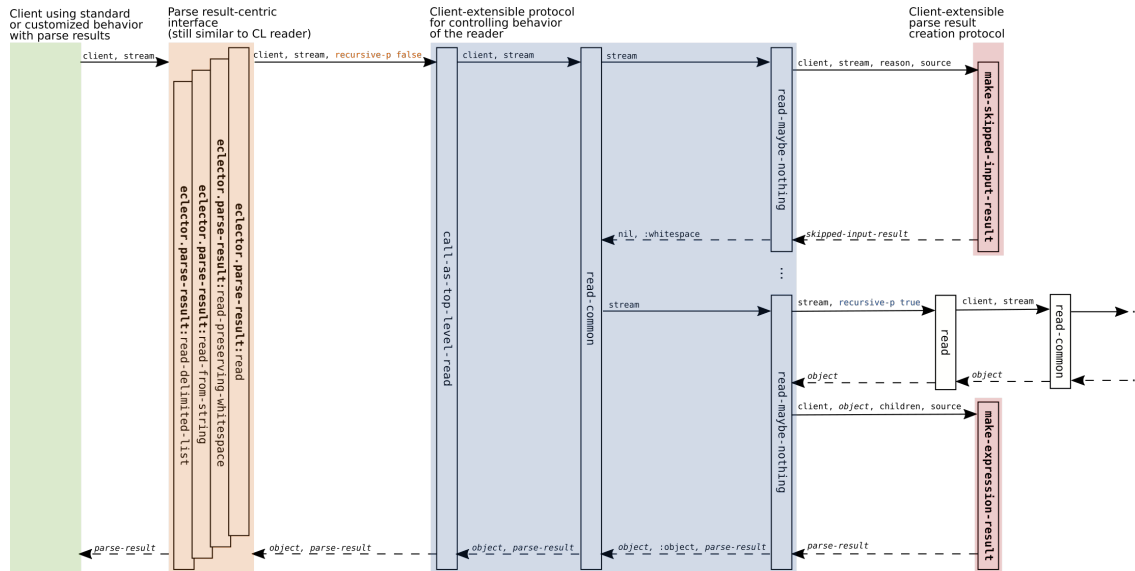 Client using standard
or customized behavior
with parse results
Parse result-centric
interface
(still similar to CL reader)
Client-extensible protocol
for controlling behavior
of the reader
Client-extensible
parse result
creation protocol
client, stream
client, stream, recursive-p false
client, stream
stream
client, stream, reason, source
eclector.parse-result:read-delimited-list
eclector.parse-result:read-from-string
eclector.parse-result:read-preserving-whitespace
eclector.parse-result:read
call-as-top-level-read
read-common
read-maybe-nothing
make-skipped-input-result
nil, :whitespace
skipped-input-result
...
stream
stream, recursive-p true
client, stream
read
read-common
object
object
read-maybe-nothing
client, object, children, source
make-expression-result
parse-result
object, parse-result
object, parse-result
object, :object, parse-result
parse-result